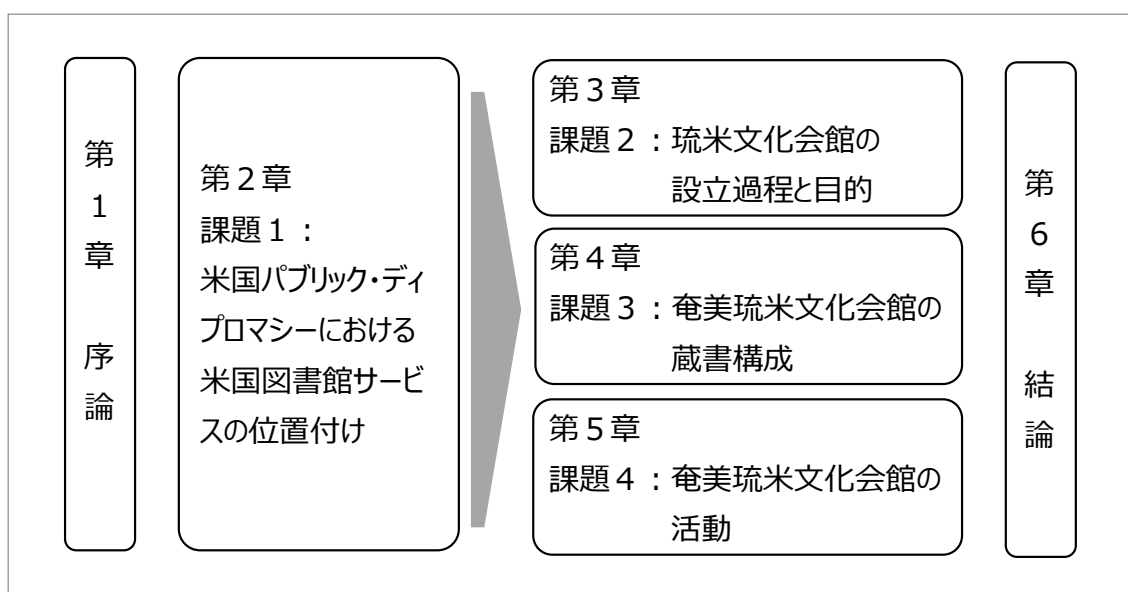 第1章 序論
第2章
課題1：
米国パブリック・ディ
プロマシーにおける
米国図書館サービ
スの位置付け
第3章
課題2：琉米文化会館の
設立過程と目的
第4章
課題3：奄美琉米文化会館の
蔵書構成
第5章
課題4：奄美琉米文化会館の
活動
第6章 結論